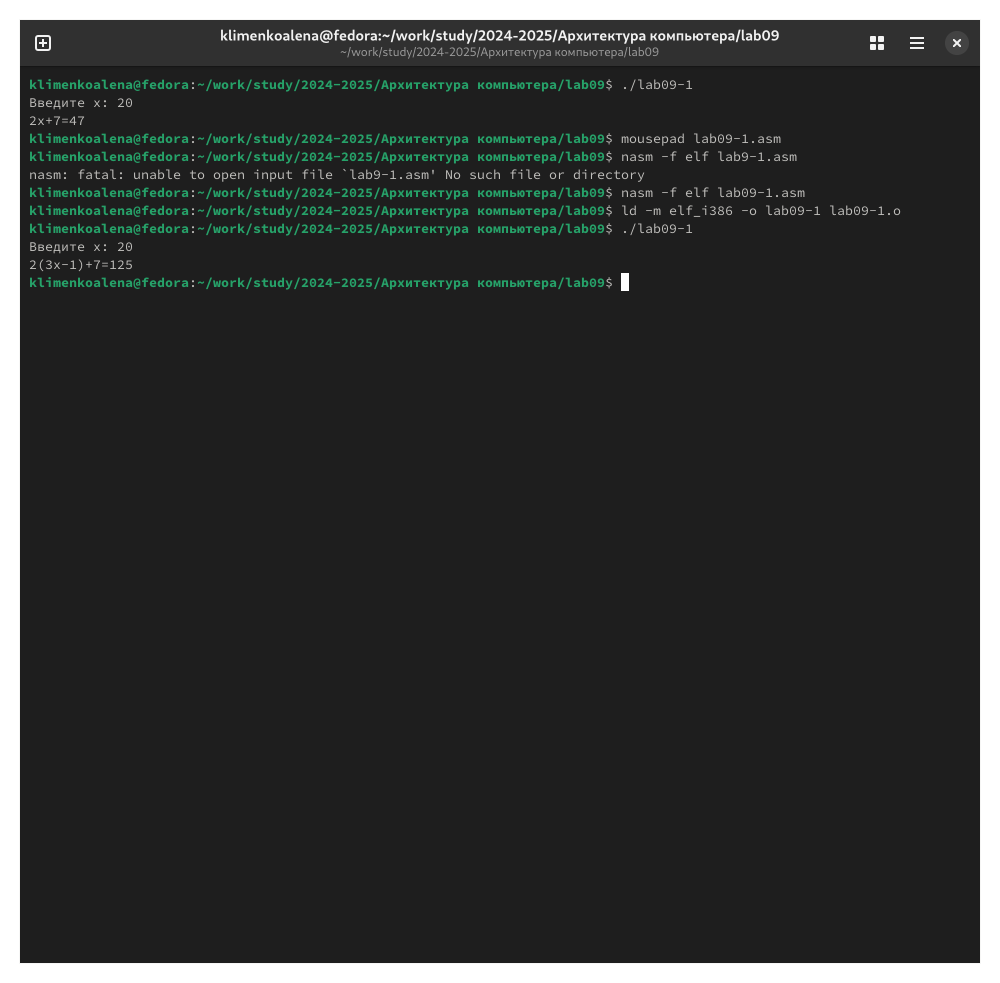 klimenkoalena@fedora:~/work/study/2024-2025/Архитектура компьютера/lab09
~/work/study/2024-2025/Архитектура компьютера/lab09
klimenkoalena@fedora:~/work/study/2024-2025/Архитектура компьютера/lab09$ ./lab09-1
Введите x: 20
2x+7=47
klimenkoalena@fedora:~/work/study/2024-2025/Архитектура компьютера/lab09$ mousepad lab09-1.asm
klimenkoalena@fedora:~/work/study/2024-2025/Архитектура компьютера/lab09$ nasm -f elf lab9-1.asm
nasm: fatal: unable to open input file `lab9-1.asm' No such file or directory
klimenkoalena@fedora:~/work/study/2024-2025/Архитектура компьютера/lab09$ nasm -f elf lab09-1.asm
klimenkoalena@fedora:~/work/study/2024-2025/Архитектура компьютера/lab09$ ld -m elf_i386 -o lab09-1 lab09-1.o
klimenkoalena@fedora:~/work/study/2024-2025/Архитектура компьютера/lab09$ ./lab09-1
Введите x: 20
2(3x-1)+7=125
klimenkoalena@fedora:~/work/study/2024-2025/Архитектура компьютера/lab09$